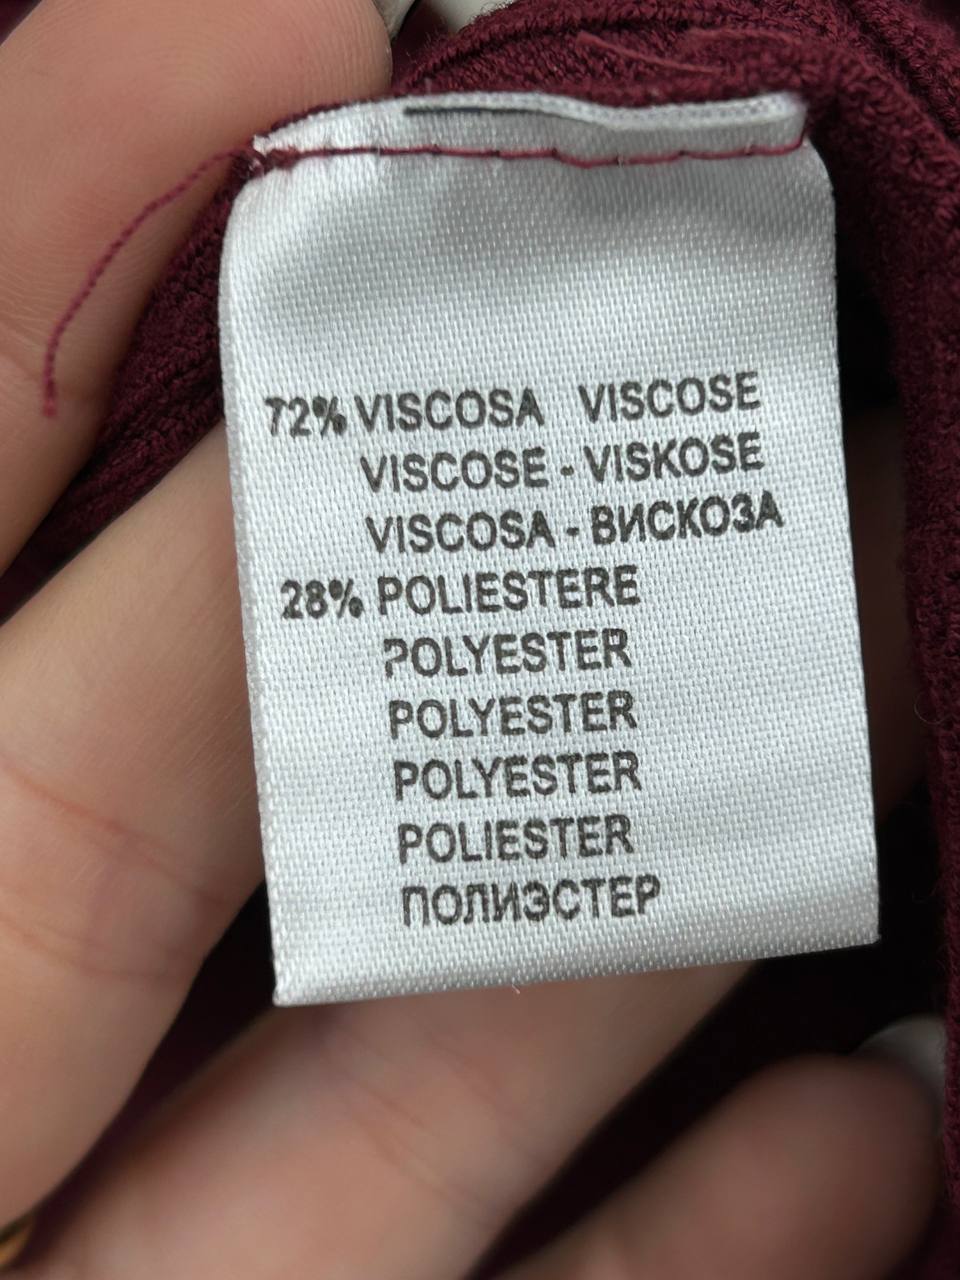 72% VISCOSA VISCOSE
VISCOSE - VISKOSE
VISCOSA - ВИСКОЗА
28% POLIESTERE
POLYESTER
POLYESTER
POLYESTER
POLIESTER
ПОЛИЭСТЕР